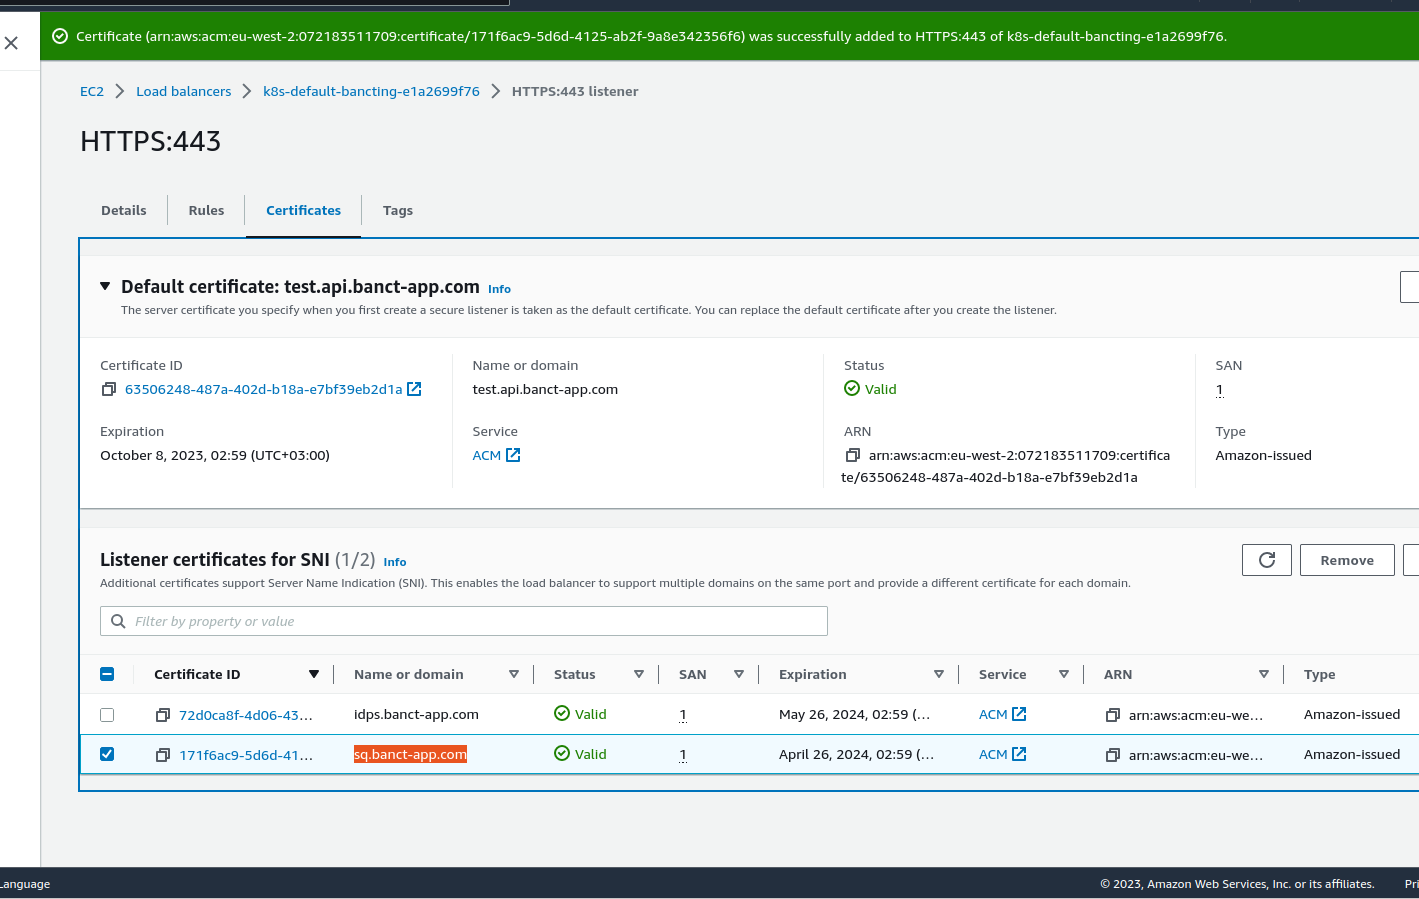 Certificate (arn:aws:acm:eu-west-2:072183511709:certificate/171f6ac9-5d6d-4125-ab2f-9a8e342356f6) was successfully added to HTTPS:443 of k8s-default-bancting-e1a2699f76.
EC2 Load balancers k8s-default-bancting-e1a2699f76 HTTPS:443 listener
HTTPS:443
Details Rules Certificates Tags
Default certificate: test.api.banct-app.com Info
The server certificate you specify when you first create a secure listener is taken as the default certificate. You can replace the default certificate after you create the listener.
Certificate ID Name or domain Status SAN
63506248-487a-402d-b18a-e7bf39eb2d1a test.api.banct-app.com Valid 1
Expiration Service ARN Type
October 8, 2023, 02:59 (UTC+03:00) ACM arn:aws:acm:eu-west-2:072183511709:certifica Amazon-issued
te/63506248-487a-402d-b18a-e7bf39eb2d1a
Listener certificates for SNI (1/2) Info Remove
Additional certificates support Server Name Indication (SNI). This enables the load balancer to support multiple domains on the same port and provide a different certificate for each domain.
Filter by property or value
Certificate ID Name or domain Status SAN Expiration Service ARN Type
72d0ca8f-4d06-43... idps.banct-app.com Valid 1 May 26, 2024, 02:59 (... ACM arn:aws:acm:eu-we... Amazon-issued
171f6ac9-5d6d-41... sq.banct-app.com Valid 1 April 26, 2024, 02:59 (... ACM arn:aws:acm:eu-we... Amazon-issued
Language © 2023, Amazon Web Services, Inc. or its affiliates.